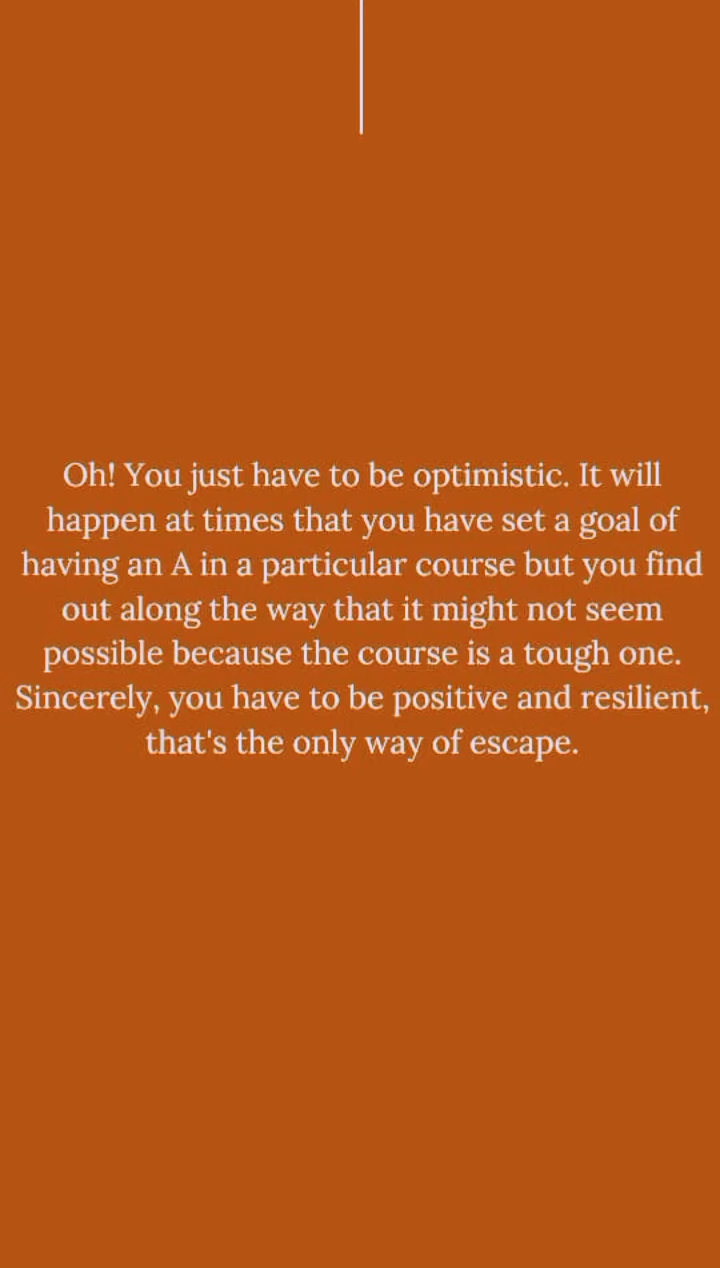 Oh! You just have to be optimistic. It will
happen at times that you have set a goal of
having an A in a particular course but you find
out along the way that it might not seem
possible because the course is a tough one.
Sincerely, you have to be positive and resilient,
that's the only way of escape.